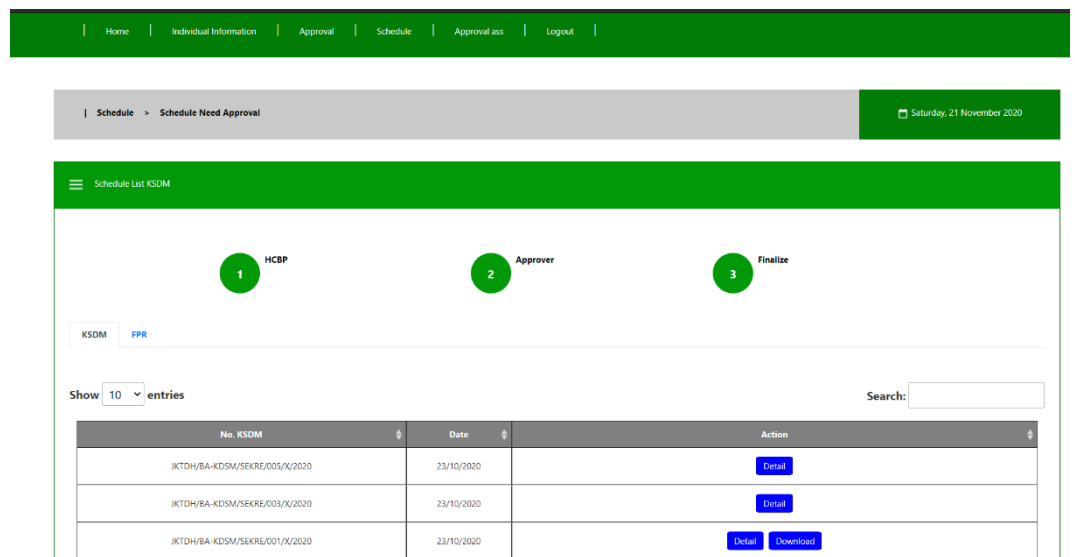 | Home | Individual Information | Approval | Schedule | Approval ass | Logout |
| Schedule > Schedule Need Approval
Saturday, 21 November 2020
Schedule List KSDM
1 HCBP 2 Approver 3 Finalize
KSDM FPR
Show 10 entries Search:
No. KSDM Date Action
JKTDH/BA-KDSM/SEKRE/005/X/2020 23/10/2020 Detail
JKTDH/BA-KDSM/SEKRE/003/X/2020 23/10/2020 Detail
JKTDH/BA-KDSM/SEKRE/001/X/2020 23/10/2020 Detail Download